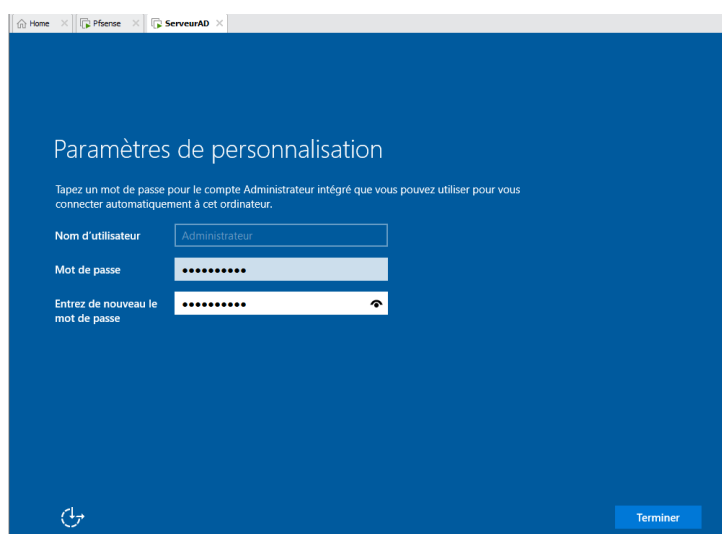 Home
Pfsense
ServeurAD
Paramètres de personnalisation
Tapez un mot de passe pour le compte Administrateur intégré que vous pouvez utiliser pour vous
connecter automatiquement à cet ordinateur.
Nom d'utilisateur
Administrateur
Mot de passe
••••••••••
Entrez de nouveau le
mot de passe
••••••••••
Terminer